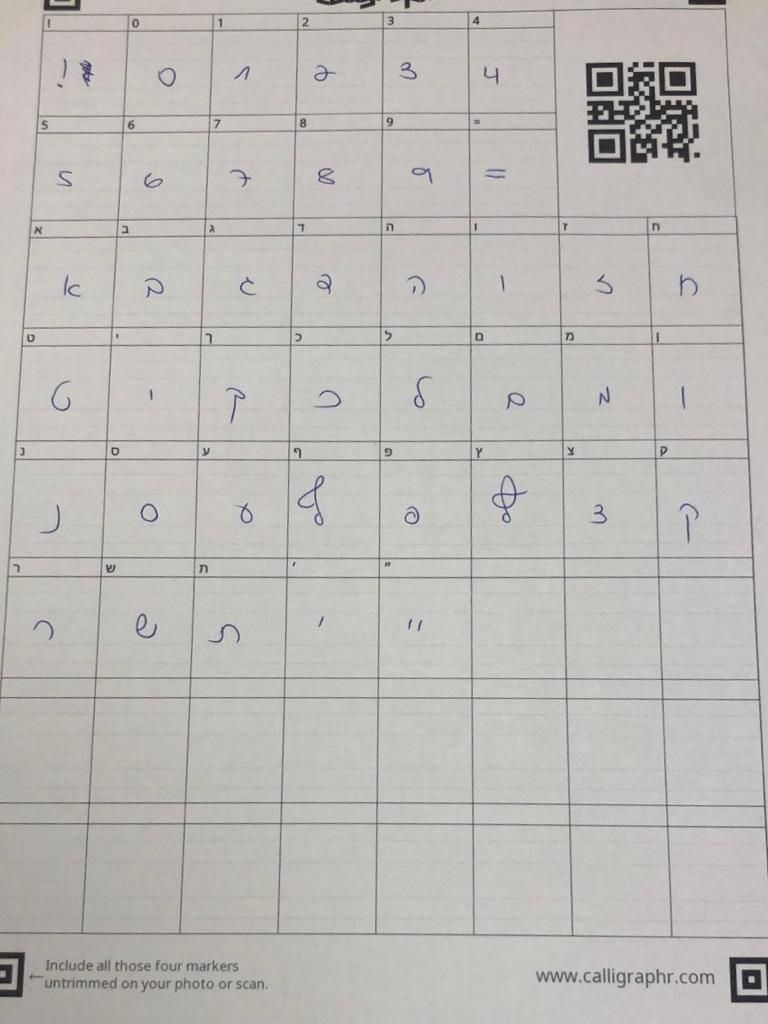 ! 0 1 2 3 4
! 0 1 2 3 4
5 6 7 8 9 =
5 6 7 8 9 =
א ב ג ד ה ו ז ח
א ב ג ד ה ו ז ח
ט י ך כ ל ם מ ן
ט י ך כ ל ם מ ן
נ ס ע ף פ ץ צ ק
נ ס ע ף פ ץ צ ק
ר ש ת ׳ ״
ר ש ת ׳ ״
Include all those four markers
← untrimmed on your photo or scan.
www.calligraphr.com